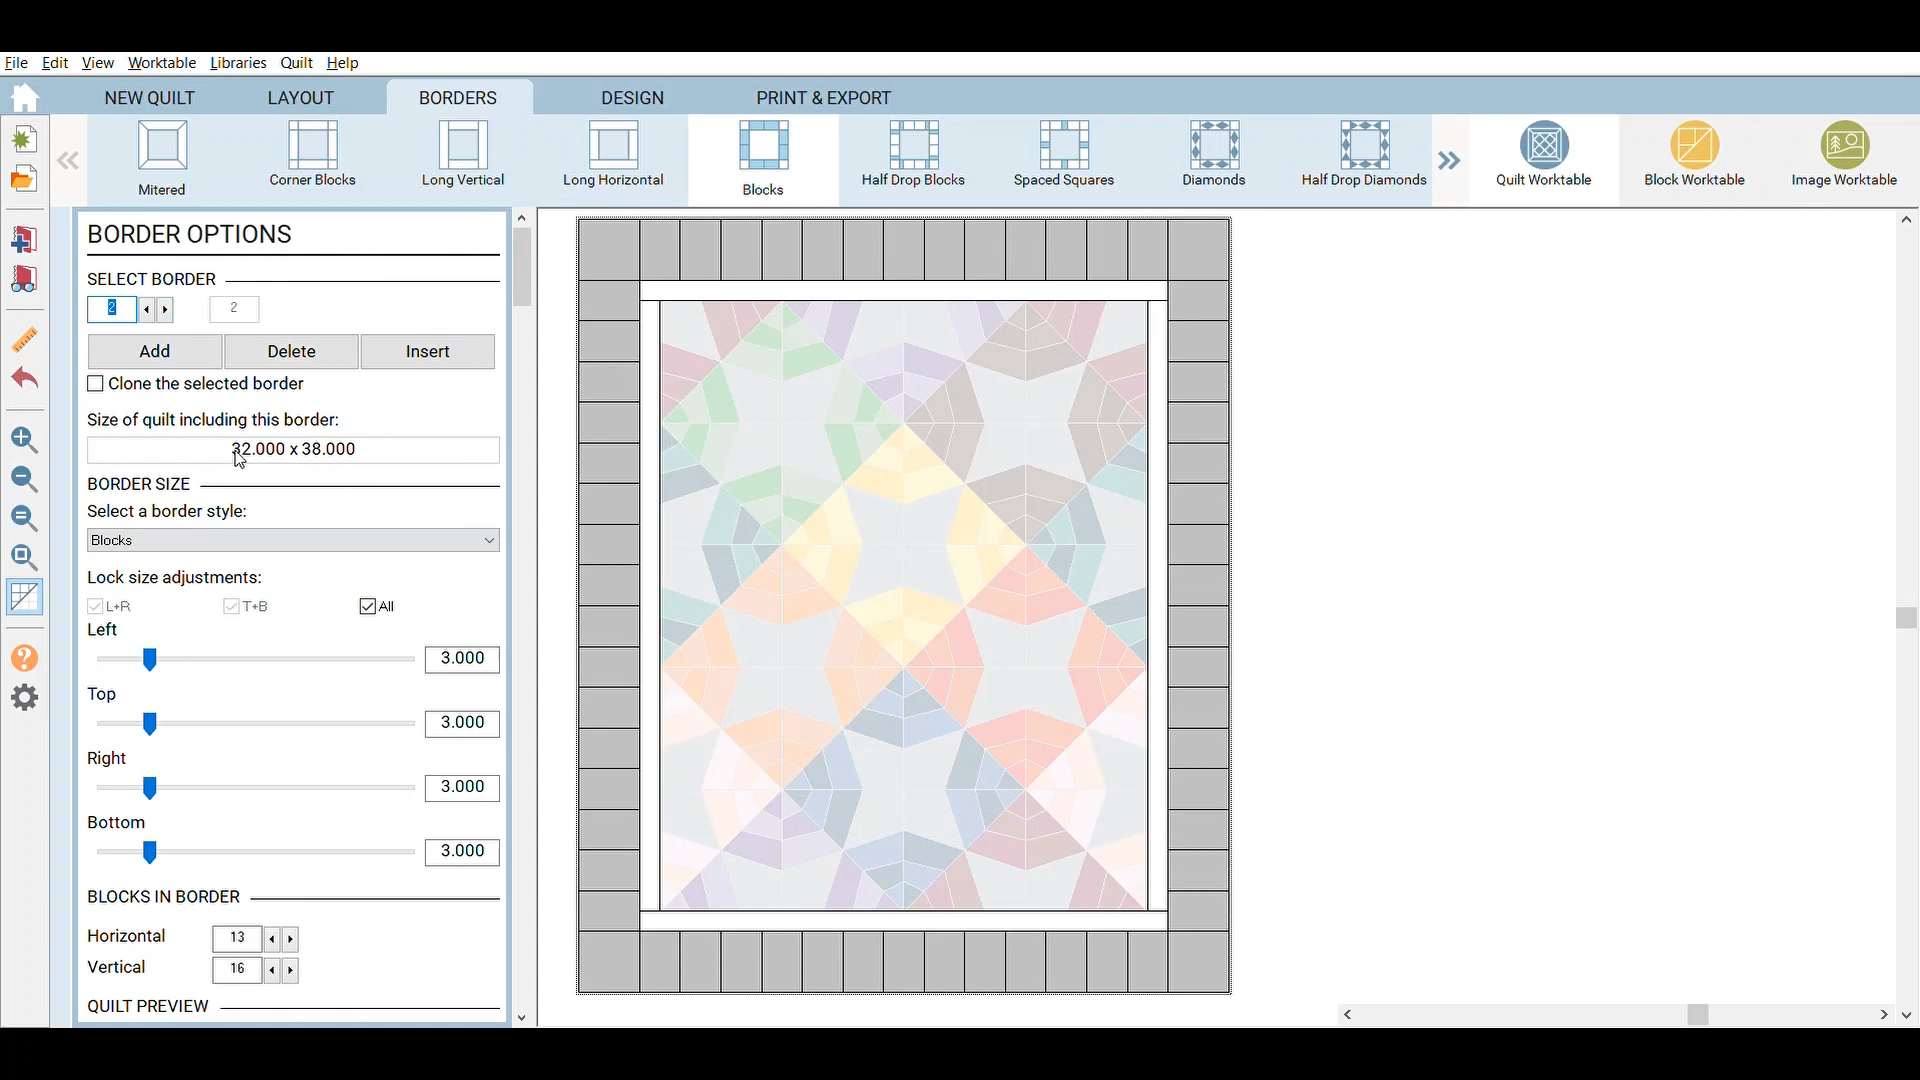 File Edit View Worktable Libraries Quilt Help
NEW QUILT LAYOUT BORDERS DESIGN PRINT & EXPORT
Mitered Corner Blocks Long Vertical Long Horizontal Blocks Half Drop Blocks Spaced Squares Diamonds Half Drop Diamonds Quilt Worktable Block Worktable Image Worktable
BORDER OPTIONS
SELECT BORDER
2 2
Add Delete Insert
Clone the selected border
Size of quilt including this border:
32.000 x 38.000
BORDER SIZE
Select a border style:
Blocks
Lock size adjustments:
L+R T+B All
Left
3.000
Top
3.000
Right
3.000
Bottom
3.000
BLOCKS IN BORDER
Horizontal 13
Vertical 16
QUILT PREVIEW